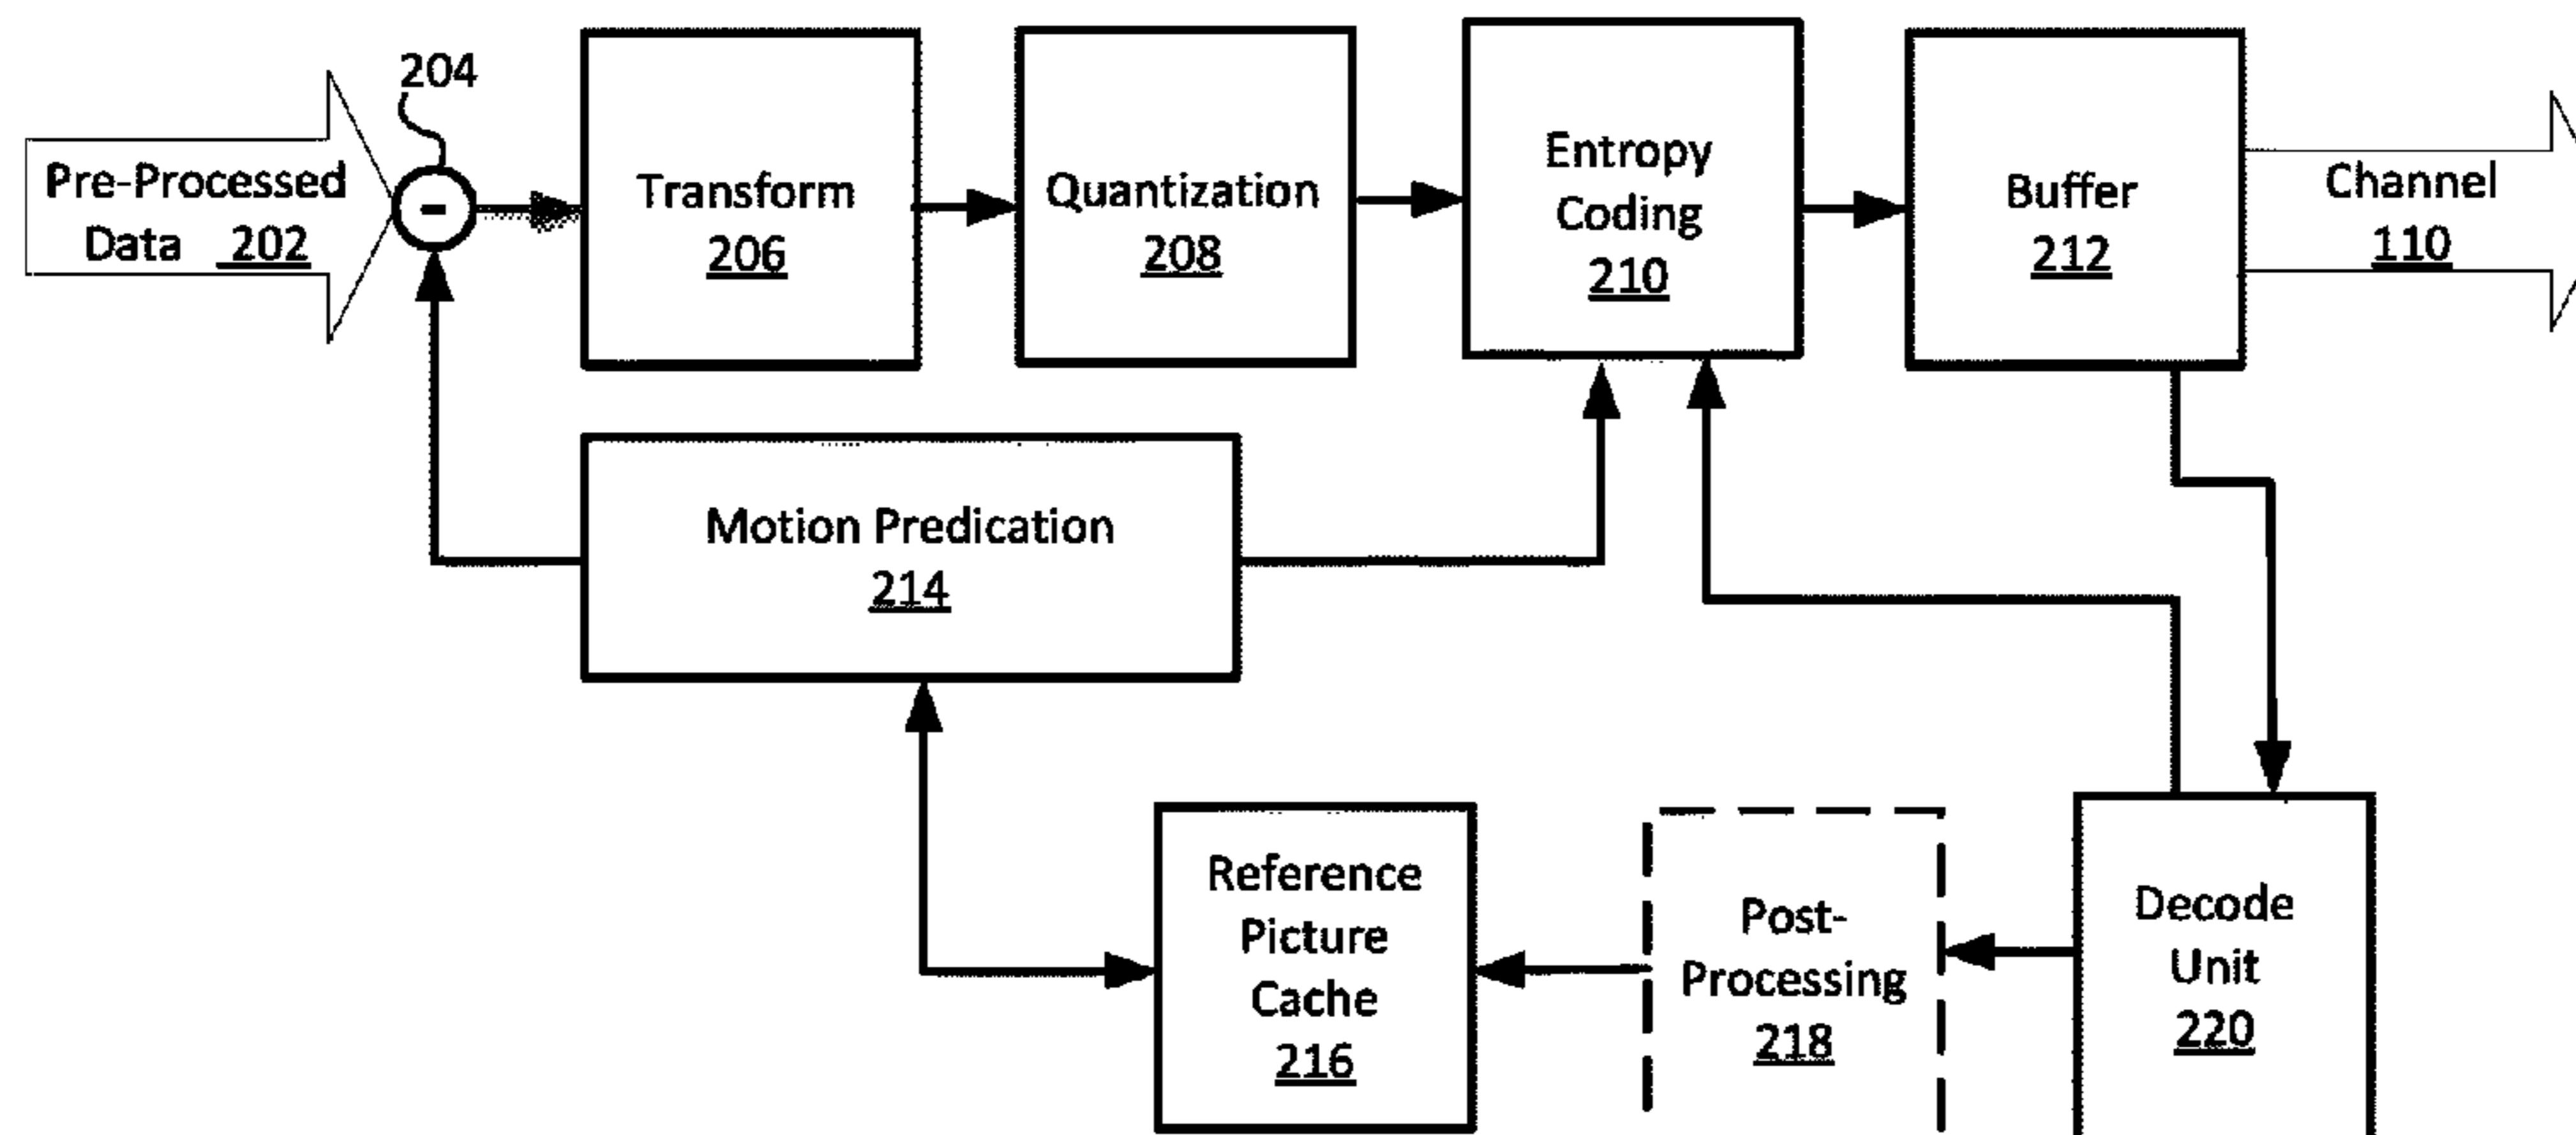 204
Pre-Processed
Data 202
-
Transform
206
Quantization
208
Entropy
Coding
210
Buffer
212
Channel
110
Motion Predication
214
Reference
Picture
Cache
216
Post-
Processing
218
Decode
Unit
220